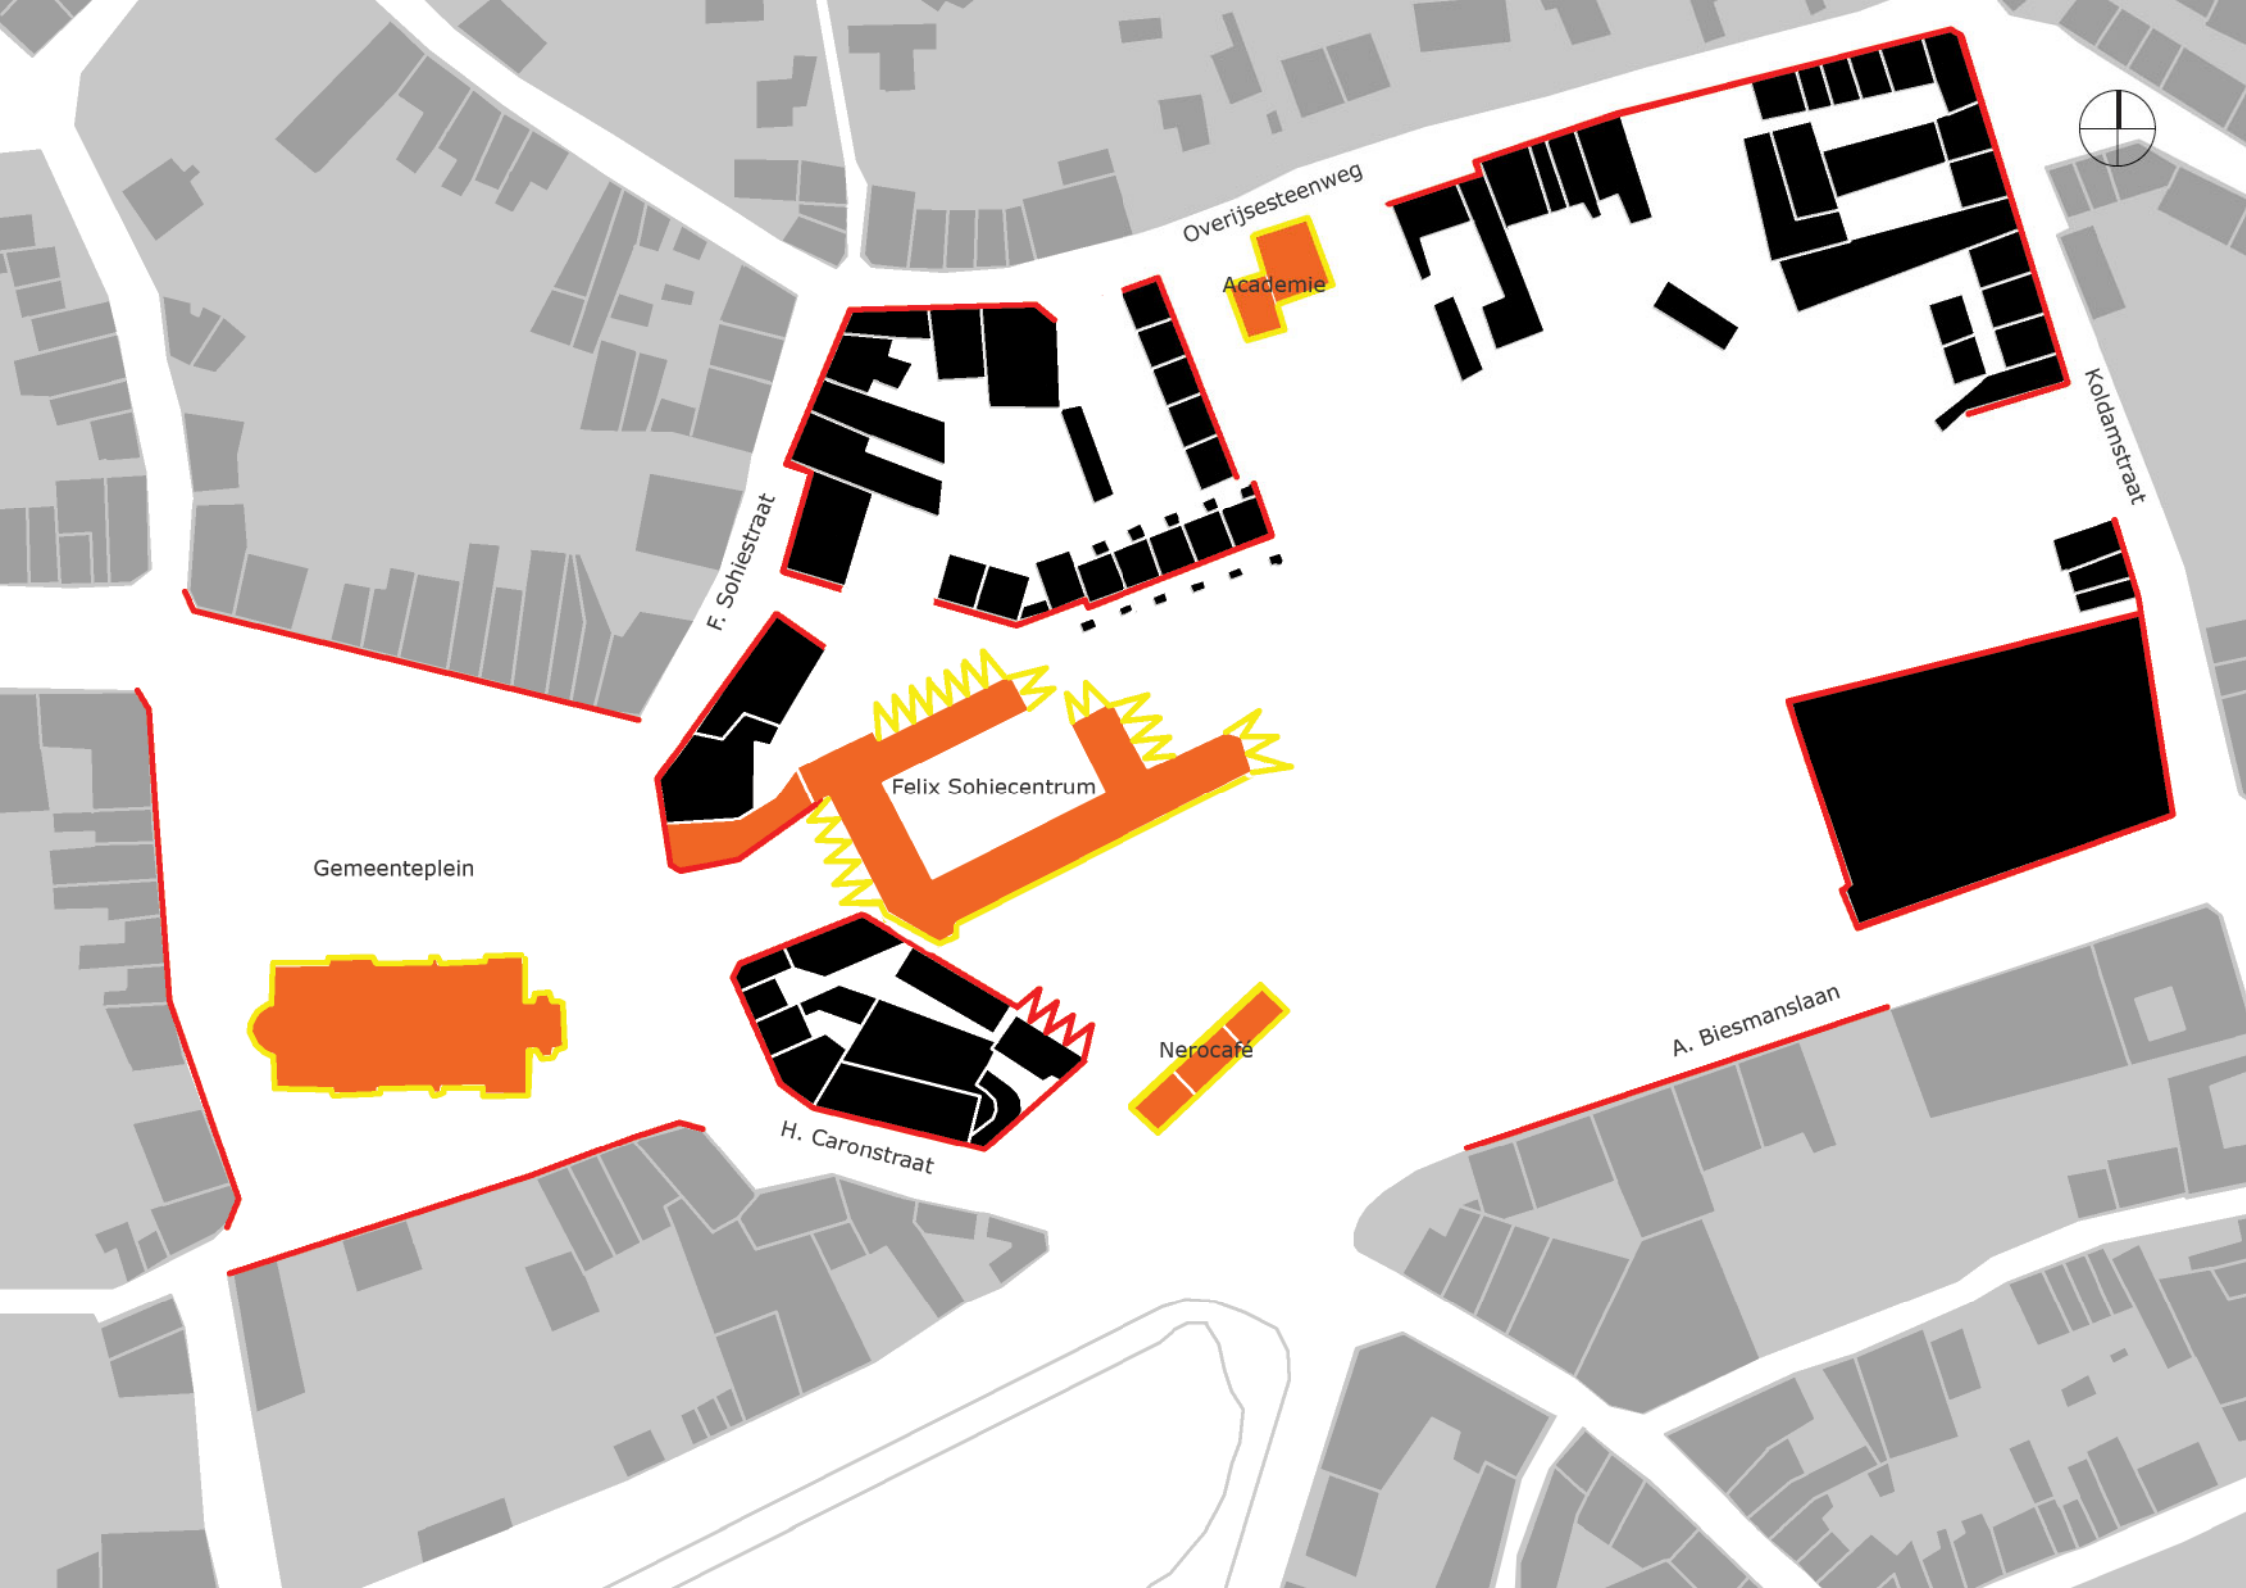 Overijsesteenweg
Academie
Koldamstraat
F. Sohiestraat
Felix Sohiecentrum
Gemeenteplein
A. Biesmanslaan
Nerocafé
H. Caronstraat